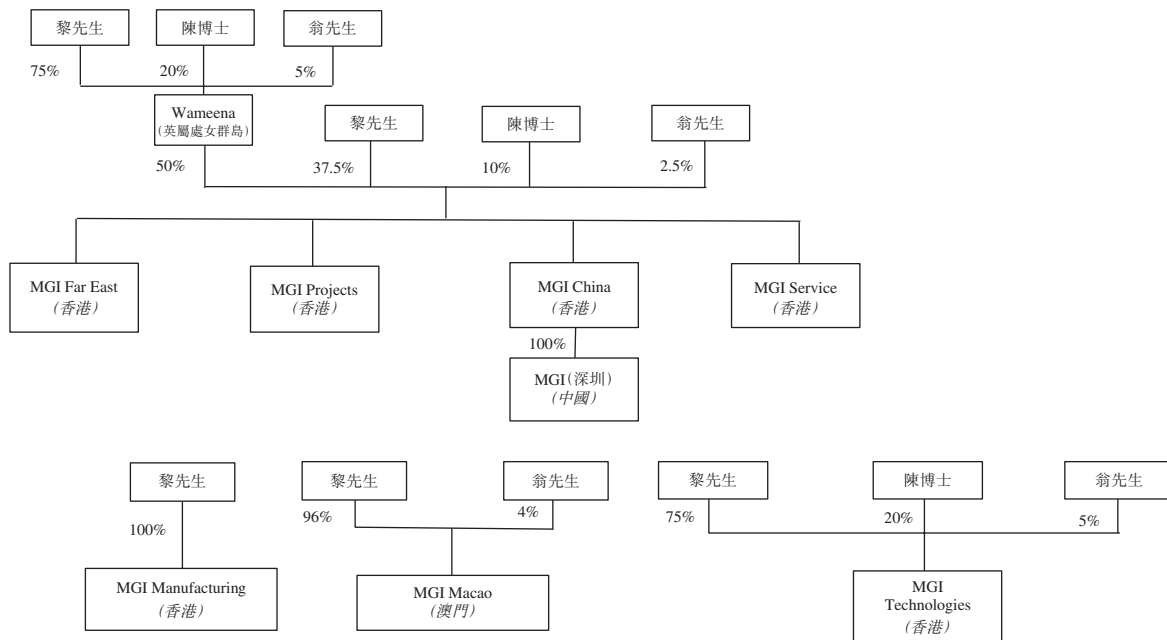 黎先生
陳博士
翁先生
75%
20%
5%
Wameena
(英屬處女群島)
黎先生
陳博士
翁先生
50%
37.5%
10%
2.5%
MGI Far East
(香港)
MGI Projects
(香港)
MGI China
(香港)
MGI Service
(香港)
100%
MGI(深圳)
(中國)
黎先生
黎先生
翁先生
黎先生
陳博士
翁先生
100%
96%
4%
75%
20%
5%
MGI Manufacturing
(香港)
MGI Macao
(澳門)
MGI
Technologies
(香港)